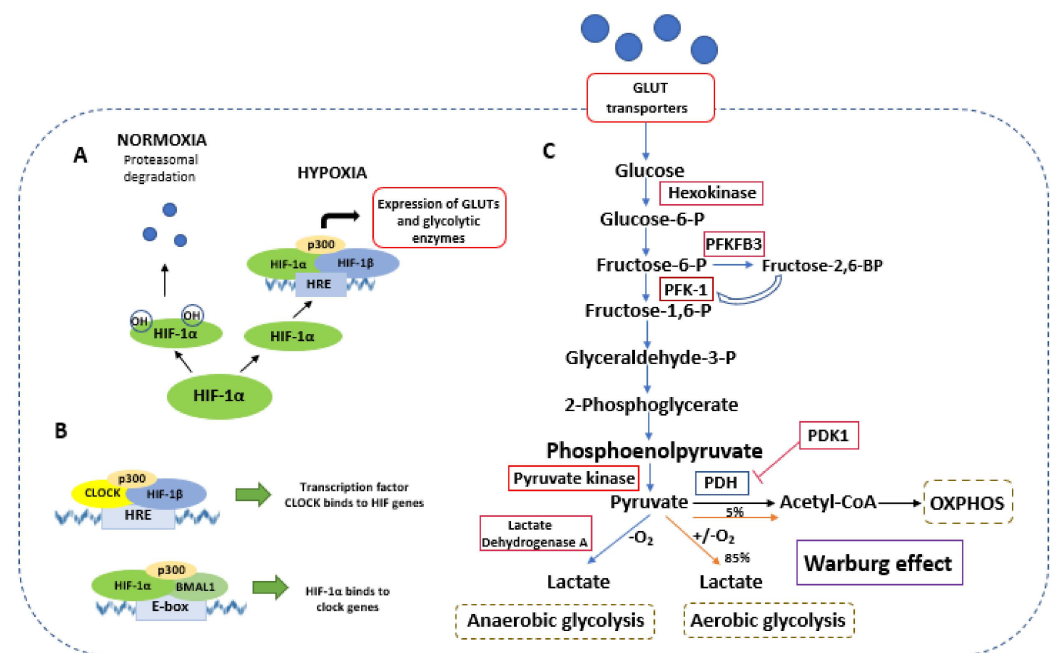 GLUT
transporters
A
NORMOXIA
Proteasomal
degradation
HYPOXIA
Expression of GLUTs
and glycolytic
enzymes
p300
HIF-1α
HIF-1β
HRE
OH
OH
HIF-1α
HIF-1α
HIF-1α
B
p300
CLOCK
HIF-1β
HRE
Transcription factor
CLOCK binds to HIF genes
p300
HIF-1α
BMAL1
E-box
HIF-1α binds to
clock genes
C
Glucose
Hexokinase
Glucose-6-P
PFKFB3
Fructose-6-P
Fructose-2,6-BP
PFK-1
Fructose-1,6-P
Glyceraldehyde-3-P
2-Phosphoglycerate
PDK1
Phosphoenolpyruvate
Pyruvate kinase
PDH
Pyruvate
Acetyl-CoA
OXPHOS
5%
Lactate
Dehydrogenase A
-O₂
+/-O₂
85%
Warburg effect
Lactate
Lactate
Anaerobic glycolysis
Aerobic glycolysis